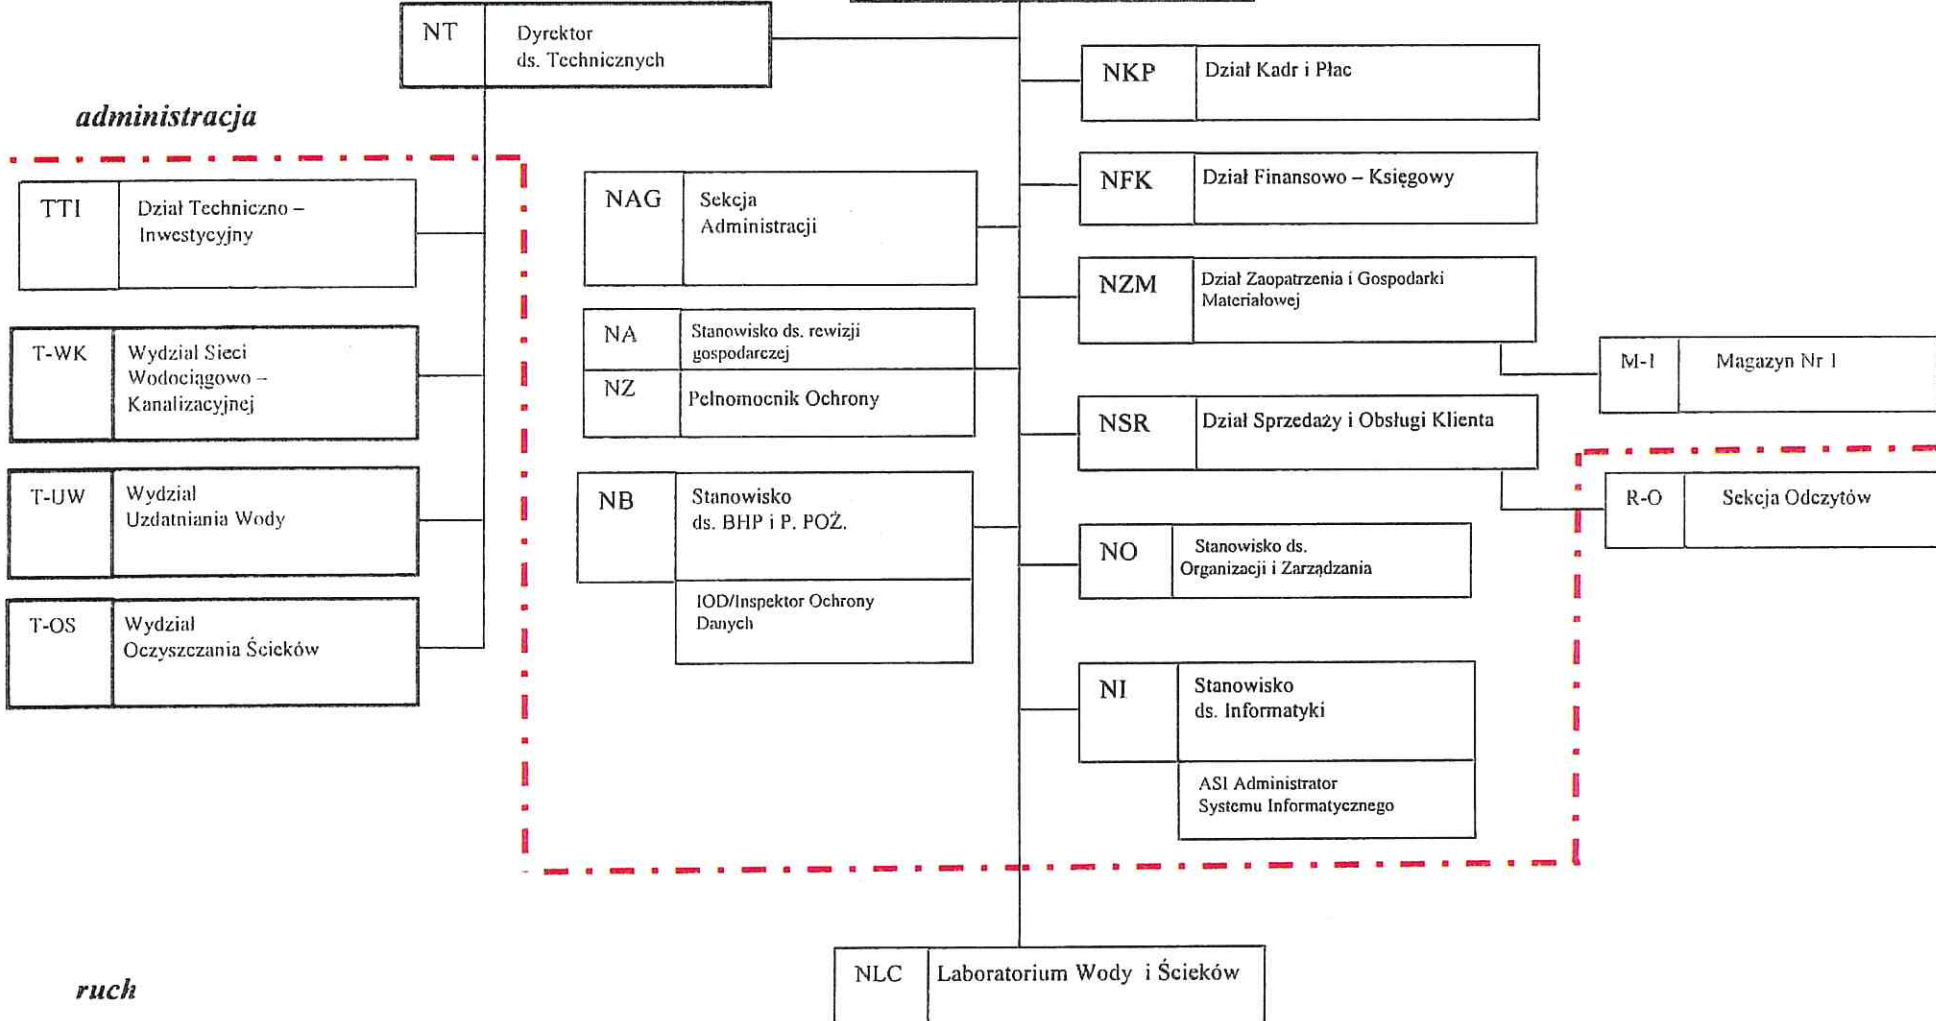 NT
Dyrektor
ds. Technicznych
administracja
TTI
Dział Techniczno –
Inwestycyjny
T-WK
Wydział Sieci
Wodociągowo –
Kanalizacyjnej
T-UW
Wydział
Uzdatniania Wody
T-OS
Wydział
Oczyszczania Ścieków
NAG
Sekcja
Administracji
NA
Stanowisko ds. rewizji
gospodarczej
NZ
Pełnomocnik Ochrony
NB
Stanowisko
ds. BHP i P. POŻ.
IOD/Inspektor Ochrony
Danych
NKP
Dział Kadr i Płac
NFK
Dział Finansowo – Księgowy
NZM
Dział Zaopatrzenia i Gospodarki
Materiałowej
M-1
Magazyn Nr 1
NSR
Dział Sprzedaży i Obsługi Klienta
R-O
Sekcja Odczytów
NO
Stanowisko ds.
Organizacji i Zarządzania
NI
Stanowisko
ds. Informatyki
ASI Administrator
Systemu Informatycznego
NLC
Laboratorium Wody i Ścieków
ruch